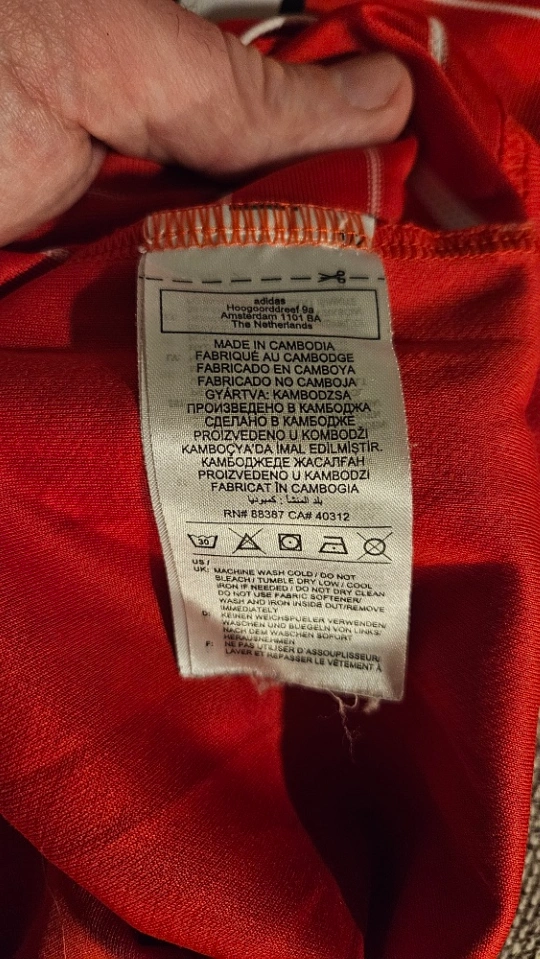 adidas
Hoogoorddreef 9a
Amsterdam 1101 BA
The Netherlands
MADE IN CAMBODIA
FABRIQUÉ AU CAMBODGE
FABRICADO EN CAMBOYA
FABRICADO NO CAMBOJA
GYÁRTVA: KAMBODZSA
ПРОИЗВЕДЕНО В КАМБОДЖА
СДЕЛАНО В КАМБОДЖЕ
PROIZVEDENO U KOMBODŽI
KAMBOÇYA'DA İMAL EDİLMİŞTİR.
КАМБОДЖЕДЕ ЖАСАЛҒАН
PROIZVEDENO U KAMBODZI
FABRICAT ÎN CAMBOGIA
بلد المنشأ : كمبوديا
RN# 88387 CA# 40312
30
US /
UK: MACHINE WASH COLD / DO NOT
BLEACH / TUMBLE DRY LOW / COOL
IRON IF NEEDED / DO NOT DRY CLEAN
DO NOT USE FABRIC SOFTENER/
WASH AND IRON INSIDE OUT/REMOVE
IMMEDIATELY
D: KEINEN WEICHSPUELER VERWENDEN/
WASCHEN UND BUEGELN VON LINKS/
NACH DEM WASCHEN SOFORT
HERAUSNEHMEN
F: NE PAS UTILISER D'ASSOUPLISSEUR/
LAVER ET REPASSER LE VÊTEMENT À